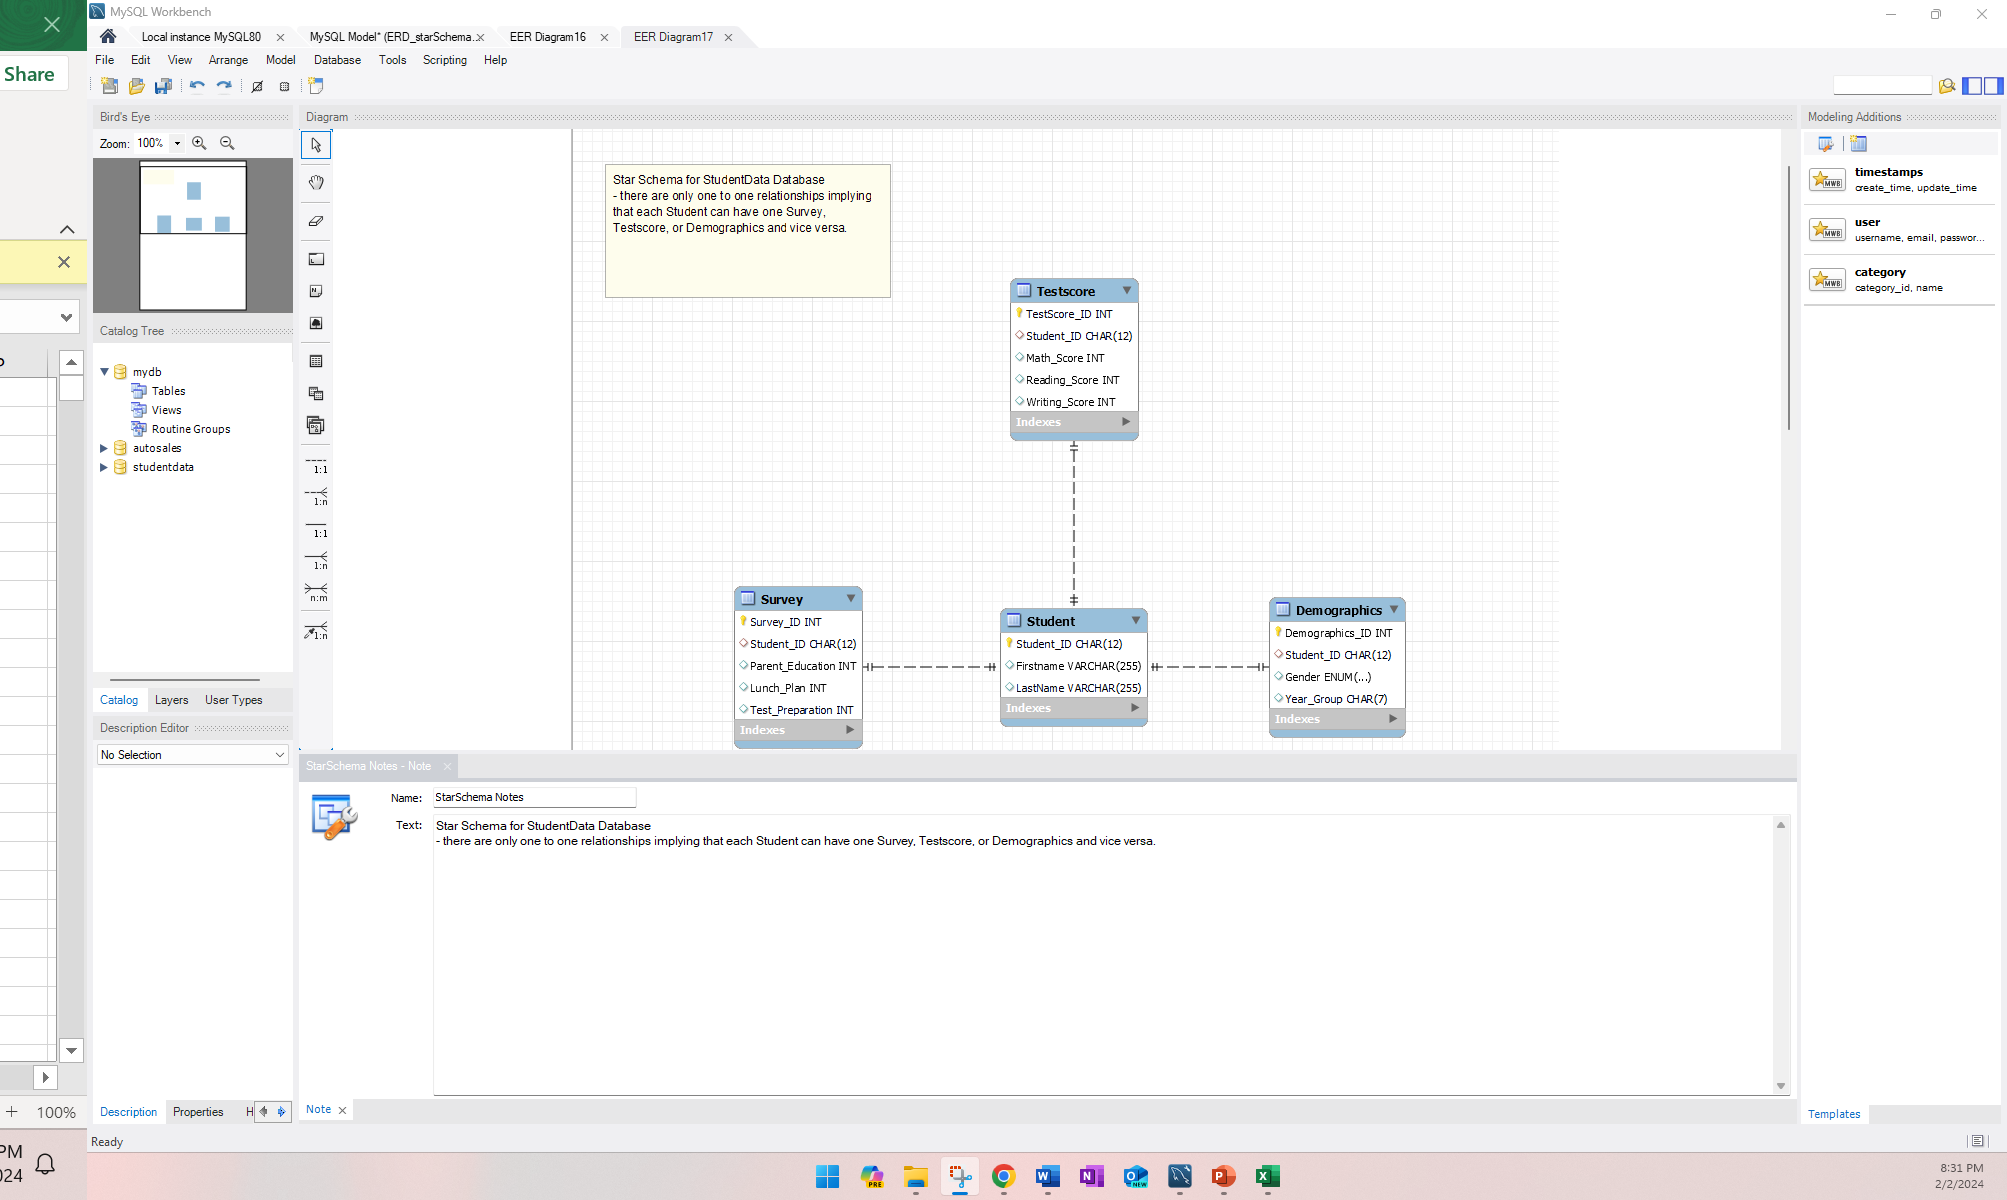 MySQL Workbench
Local instance MySQL80
MySQL Model* (ERD_starSchema...
EER Diagram16
EER Diagram17
File Edit View Arrange Model Database Tools Scripting Help
Share
Bird's Eye
Zoom: 100%
Catalog Tree
mydb
Tables
Views
Routine Groups
autosales
studentdata
Catalog Layers User Types
Description Editor
No Selection
Description Properties H
Ready
100%
PM
024
Diagram
1:1
1:n
1:1
1:n
n:m
1:n
Star Schema for StudentData Database
- there are only one to one relationships implying
that each Student can have one Survey,
Testscore, or Demographics and vice versa.
Testscore
TestScore_ID INT
Student_ID CHAR(12)
Math_Score INT
Reading_Score INT
Writing_Score INT
Indexes
Survey
Survey_ID INT
Student_ID CHAR(12)
Parent_Education INT
Lunch_Plan INT
Test_Preparation INT
Indexes
Student
Student_ID CHAR(12)
Firstname VARCHAR(255)
LastName VARCHAR(255)
Indexes
Demographics
Demographics_ID INT
Student_ID CHAR(12)
Gender ENUM(...)
Year_Group CHAR(7)
Indexes
StarSchema Notes - Note
Name: StarSchema Notes
Text: Star Schema for StudentData Database
- there are only one to one relationships implying that each Student can have one Survey, Testscore, or Demographics and vice versa.
Note
Modeling Additions
timestamps
create_time, update_time
user
username, email, passwor...
category
category_id, name
Templates
8:31 PM
2/2/2024